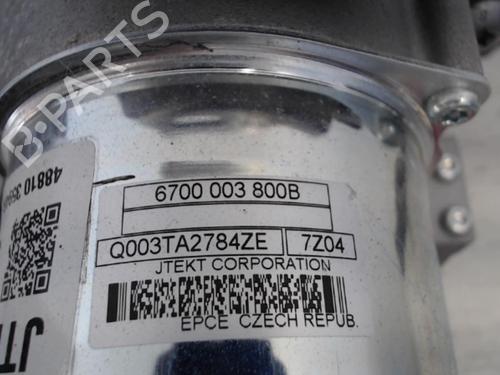 B-PARTS
6700 003 800B
Q003TA2784ZE 7Z04
JTEKT CORPORATION
EPCE CZECH REPUB.
48810